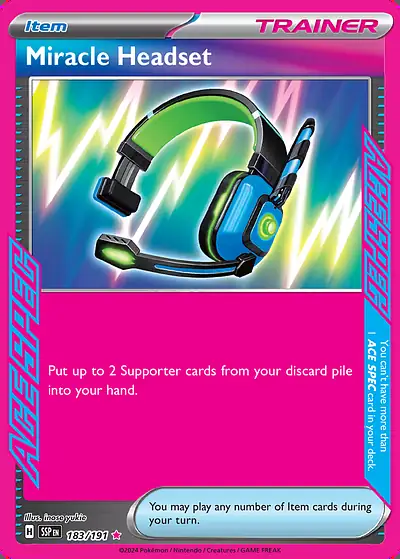 Item
TRAINER
Miracle Headset
ACE SPEC
ACE SPEC
You can't have more than
1 ACE SPEC card in your deck.
Put up to 2 Supporter cards from your discard pile
into your hand.
Illus. inose yukie
H SSP EN 183/191
You may play any number of Item cards during
your turn.
©2024 Pokémon / Nintendo / Creatures / GAME FREAK